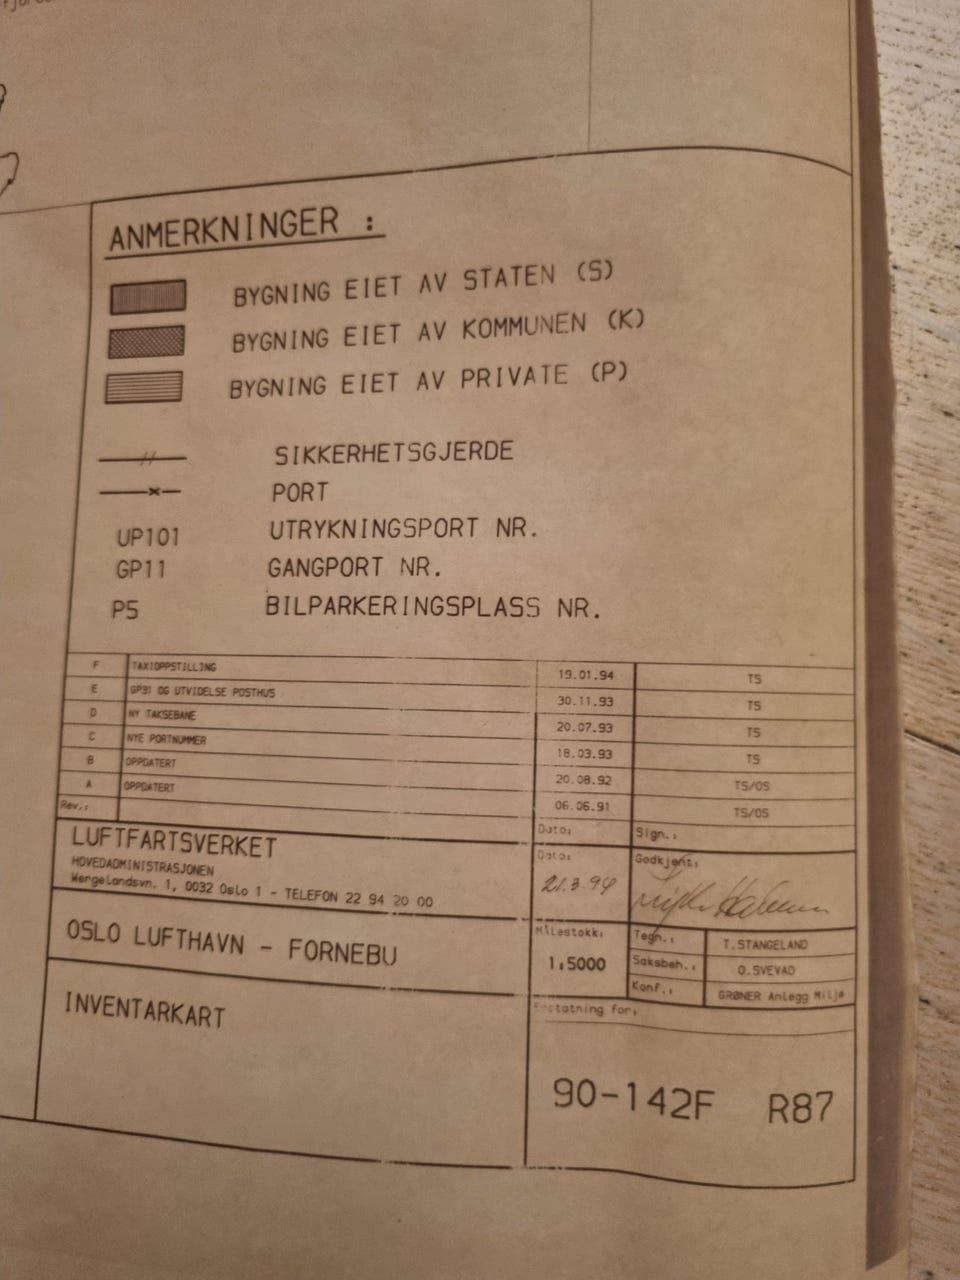 ANMERKNINGER :
BYGNING EIET AV STATEN (S)
BYGNING EIET AV KOMMUNEN (K)
BYGNING EIET AV PRIVATE (P)
SIKKERHETSGJERDE
PORT
UP101 UTRYKNINGSPORT NR.
GP11 GANGPORT NR.
P5 BILPARKERINGSPLASS NR.
F TAXIOPPSTILLING 19.01.94 TS
E GP31 OG UTVIDELSE POSTHUS 30.11.93 TS
D NY TAKSEBANE 20.07.93 TS
C NYE PORTNUMMER 18.03.93 TS
B OPPDATERT 20.08.92 TS/OS
A OPPDATERT 06.06.91 TS/OS
Rev.: Dato: Sign.:
LUFTFARTSVERKET
HOVEDADMINISTRASJONEN
Wergelandsvn. 1, 0032 Oslo 1 - TELEFON 22 94 20 00
Dato: Godkjent:
21.3.94
OSLO LUFTHAVN - FORNEBU
Målestokk:
1:5000
Tegn.: T.STANGELAND
Saksbeh.: O.SVEVAD
Konf.: GRØNER Anlegg Miljø
INVENTARKART
Erstatning for:
90-142F R87